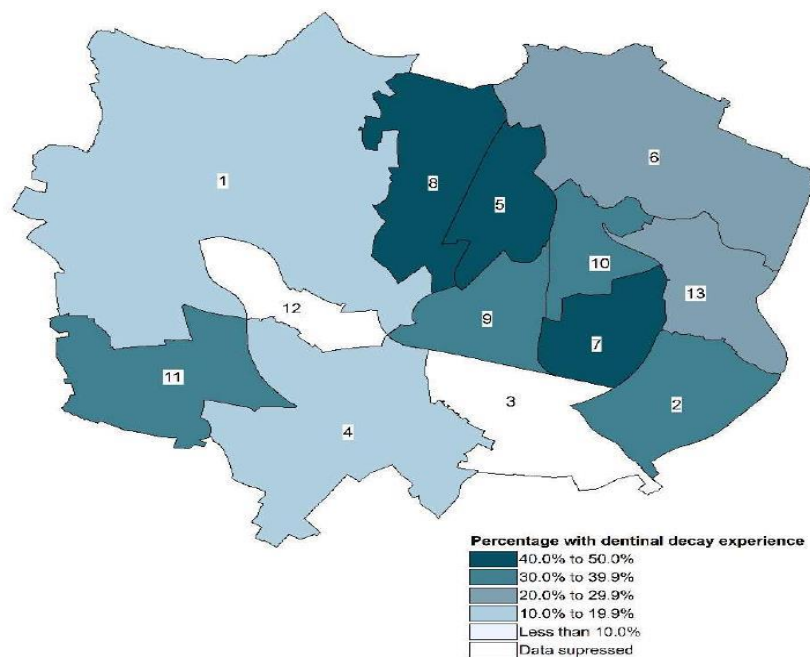 6
1
8
5
10
13
12
9
7
11
3
2
4
Percentage with dentinal decay experience
40.0% to 50.0%
30.0% to 39.9%
20.0% to 29.9%
10.0% to 19.9%
Less than 10.0%
Data supressed